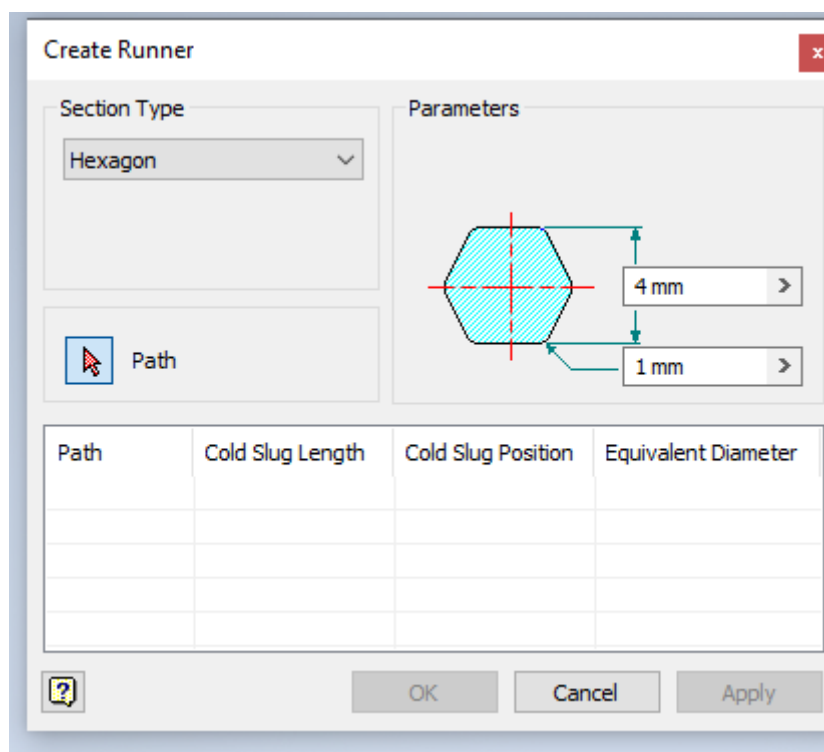 Create Runner
x
Section Type
Parameters
Hexagon
4 mm >
Path
1 mm >
Path Cold Slug Length Cold Slug Position Equivalent Diameter
? OK Cancel Apply